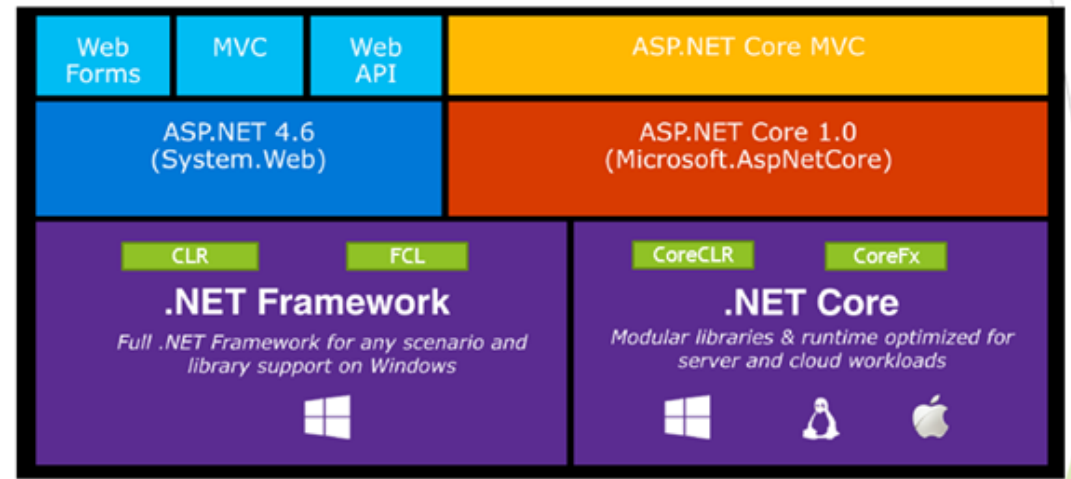 Web
Forms
MVC
Web
API
ASP.NET Core MVC
ASP.NET 4.6
(System.Web)
ASP.NET Core 1.0
(Microsoft.AspNetCore)
CLR
FCL
.NET Framework
Full .NET Framework for any scenario and
library support on Windows
CoreCLR
CoreFx
.NET Core
Modular libraries & runtime optimized for
server and cloud workloads